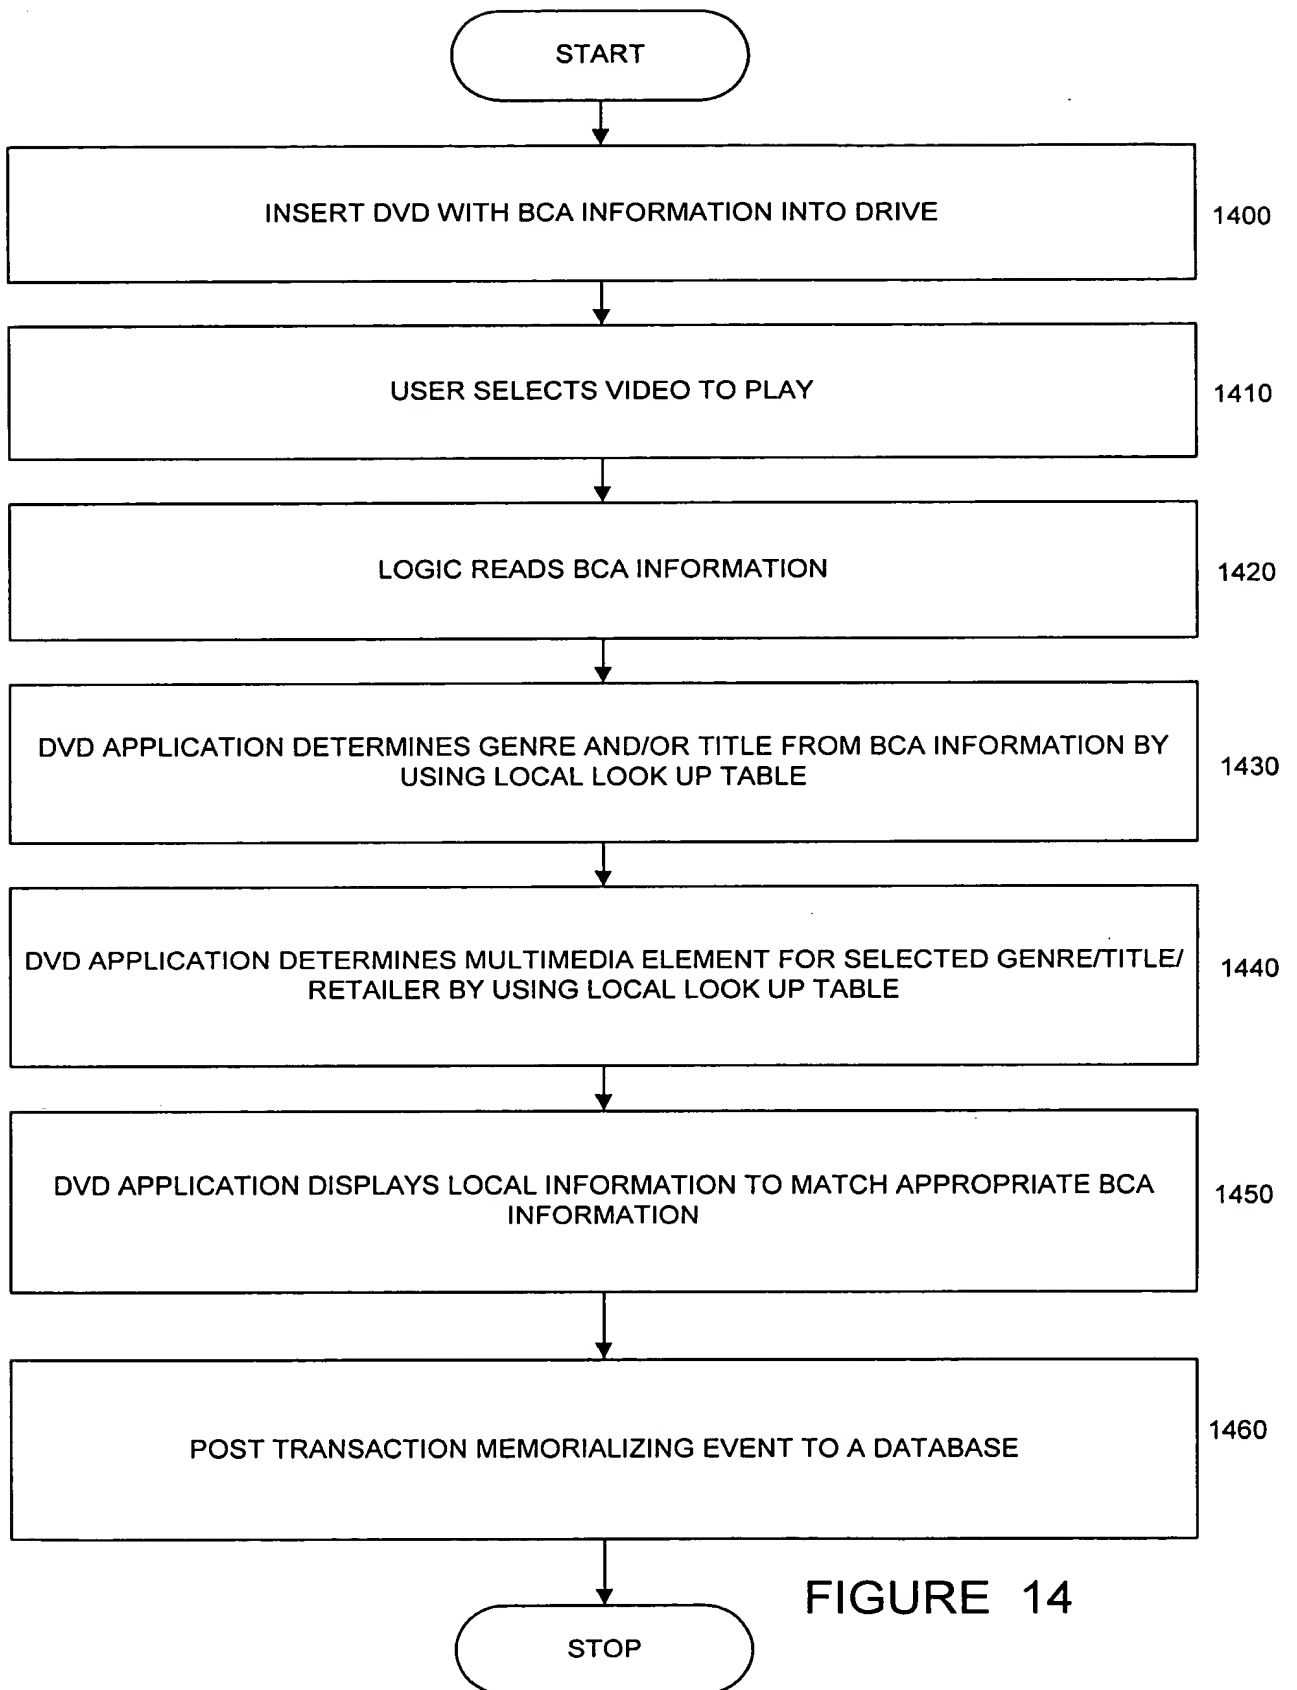 START
INSERT DVD WITH BCA INFORMATION INTO DRIVE
1400
USER SELECTS VIDEO TO PLAY
1410
LOGIC READS BCA INFORMATION
1420
DVD APPLICATION DETERMINES GENRE AND/OR TITLE FROM BCA INFORMATION BY
USING LOCAL LOOK UP TABLE
1430
DVD APPLICATION DETERMINES MULTIMEDIA ELEMENT FOR SELECTED GENRE/TITLE/
RETAILER BY USING LOCAL LOOK UP TABLE
1440
DVD APPLICATION DISPLAYS LOCAL INFORMATION TO MATCH APPROPRIATE BCA
INFORMATION
1450
POST TRANSACTION MEMORIALIZING EVENT TO A DATABASE
1460
FIGURE 14
STOP